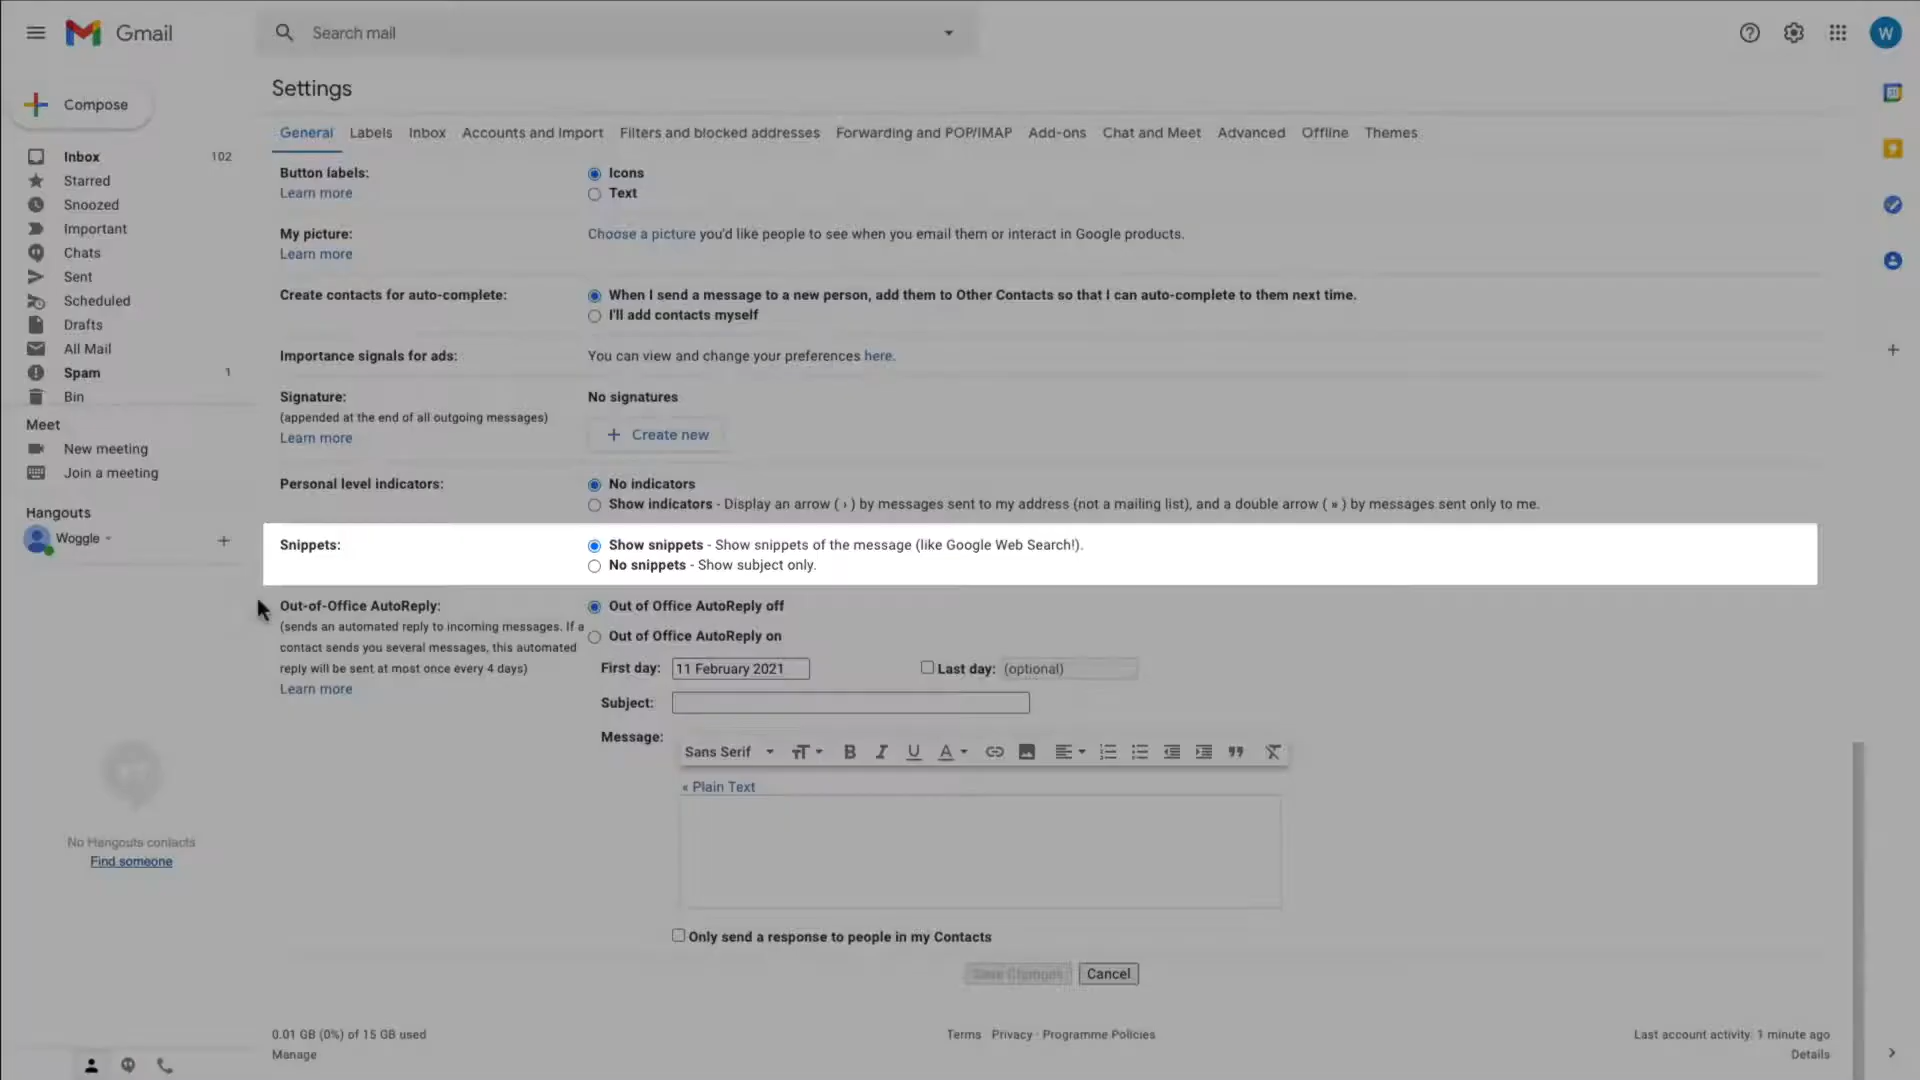 Gmail
Search mail
W
Compose
Inbox 102
Starred
Snoozed
Important
Chats
Sent
Scheduled
Drafts
All Mail
Spam 1
Bin
Meet
New meeting
Join a meeting
Hangouts
Woggle
No Hangouts contacts
Find someone
Settings
General Labels Inbox Accounts and Import Filters and blocked addresses Forwarding and POP/IMAP Add-ons Chat and Meet Advanced Offline Themes
Button labels: Icons
Learn more Text
My picture: Choose a picture you'd like people to see when you email them or interact in Google products.
Learn more
Create contacts for auto-complete: When I send a message to a new person, add them to Other Contacts so that I can auto-complete to them next time.
I'll add contacts myself
Importance signals for ads: You can view and change your preferences here.
Signature: No signatures
(appended at the end of all outgoing messages)
Learn more
Create new
Personal level indicators: No indicators
Show indicators - Display an arrow ( › ) by messages sent to my address (not a mailing list), and a double arrow ( » ) by messages sent only to me.
Snippets: Show snippets - Show snippets of the message (like Google Web Search!).
No snippets - Show subject only.
Out-of-Office AutoReply: Out of Office AutoReply off
(sends an automated reply to incoming messages. If a
contact sends you several messages, this automated
reply will be sent at most once every 4 days)
Learn more
Out of Office AutoReply on
First day: 11 February 2021 Last day: (optional)
Subject:
Message:
Sans Serif
« Plain Text
Only send a response to people in my Contacts
Save Changes Cancel
0.01 GB (0%) of 15 GB used
Manage
Terms · Privacy · Programme Policies
Last account activity: 1 minute ago
Details
31